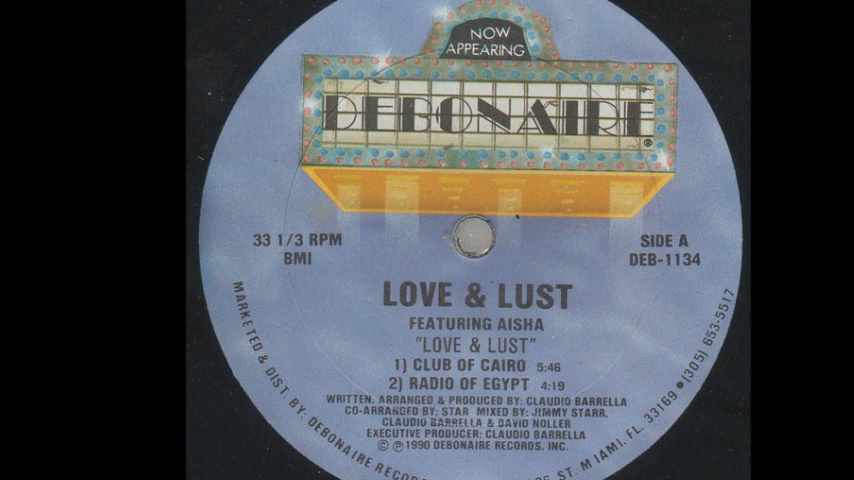 NOW
APPEARING
DEBONAIRE
®
33 1/3 RPM
BMI
SIDE A
DEB-1134
LOVE & LUST
FEATURING AISHA
"LOVE & LUST"
1) CLUB OF CAIRO 5:46
2) RADIO OF EGYPT 4:19
WRITTEN, ARRANGED & PRODUCED BY: CLAUDIO BARRELLA
CO-ARRANGED BY: STAR MIXED BY: JIMMY STARR,
CLAUDIO BARRELLA & DAVID NOLLER
EXECUTIVE PRODUCER: CLAUDIO BARRELLA
© ℗ 1990 DEBONAIRE RECORDS, INC.
MARKETED & DIST. BY: DEBONAIRE ST. MIAMI, FL. 33169 • (305) 653-5517